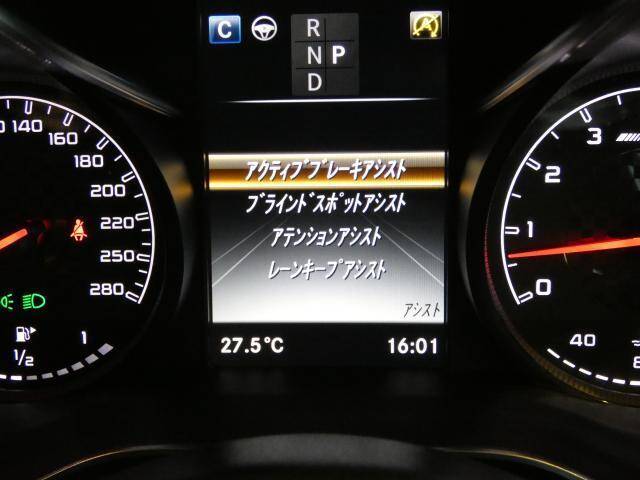 C
R
N P
D
140
160
180
200
220
250
280
1/2
1
アクティブブレーキアシスト
ブラインドスポットアシスト
アテンションアシスト
レーンキープアシスト
アシスト
27.5°C
16:01
3
2
1
0
40